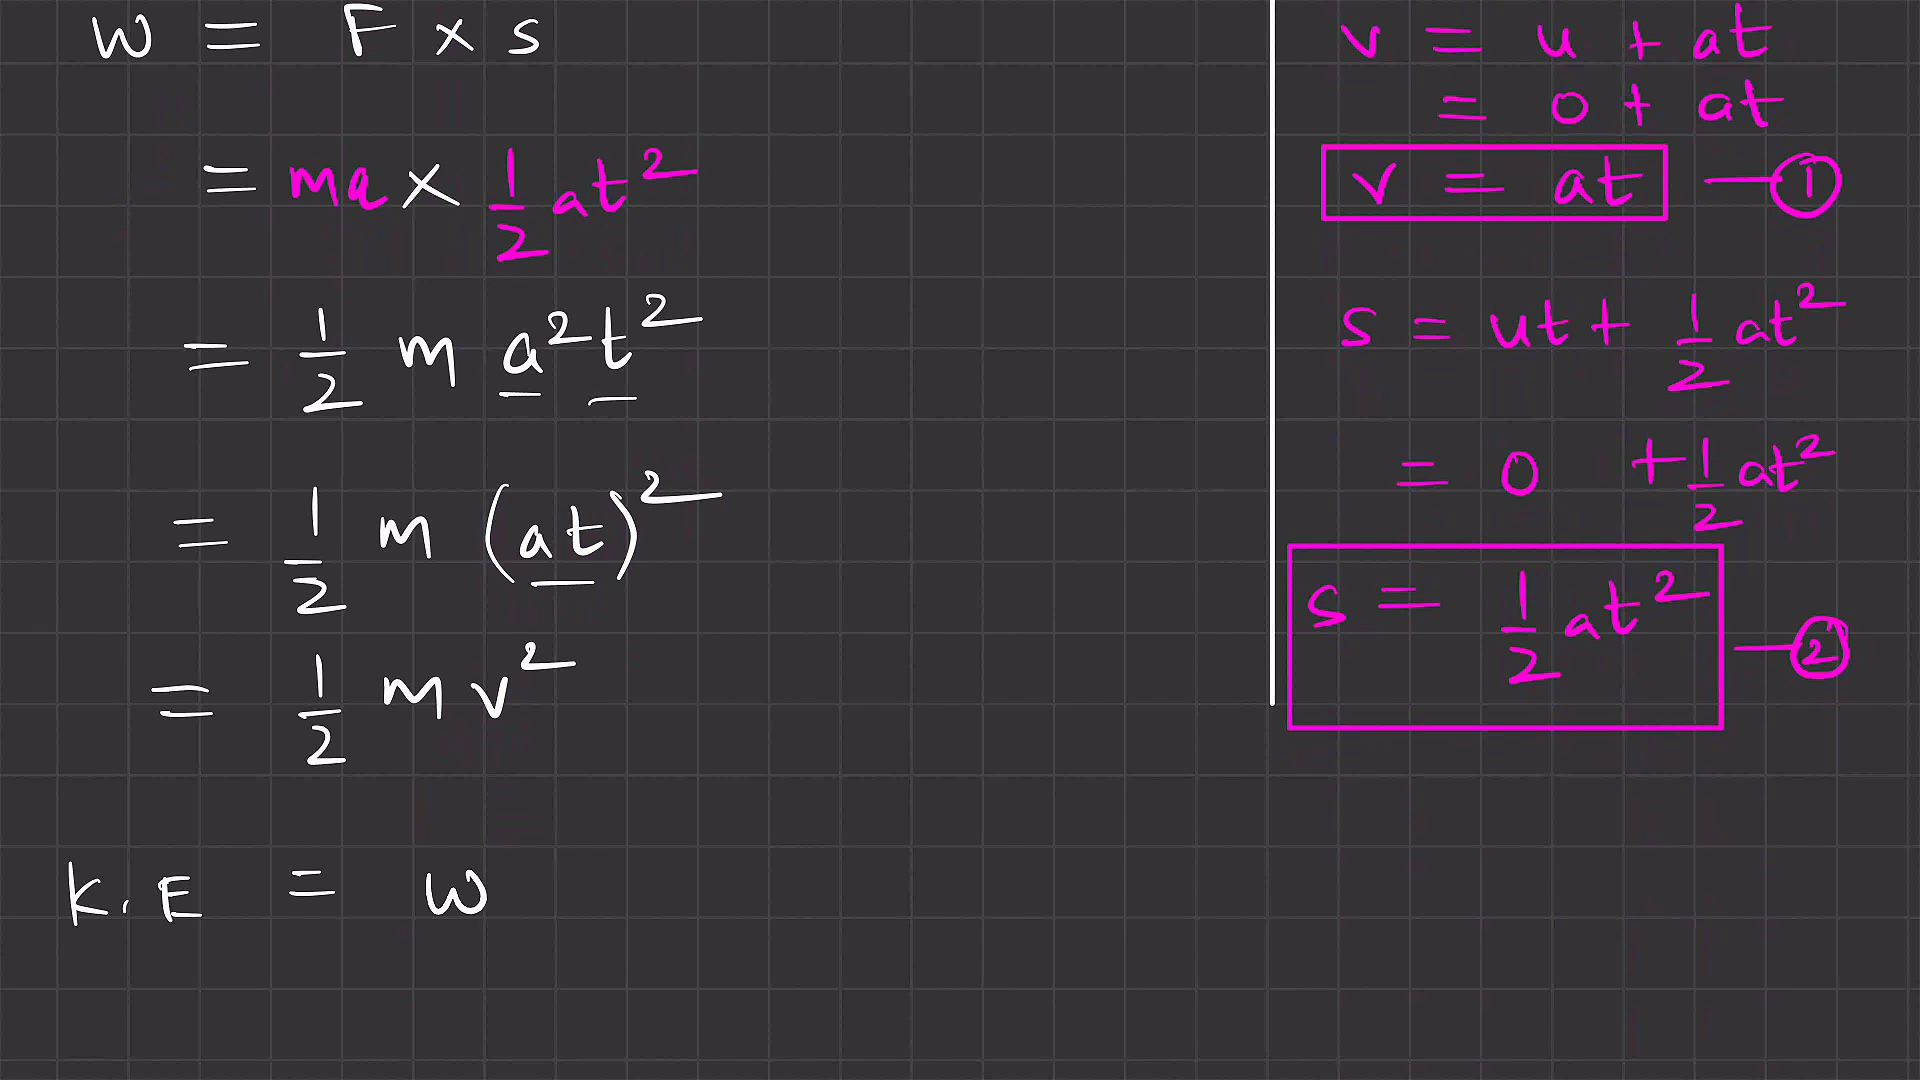 W = F × s
= ma × 1/2 at²
= 1/2 m a²t²
= 1/2 m (at)²
= 1/2 m v²
K.E = W
v = u + at
= 0 + at
v = at — ①
s = ut + 1/2 at²
= 0 + 1/2 at²
s = 1/2 at² — ②